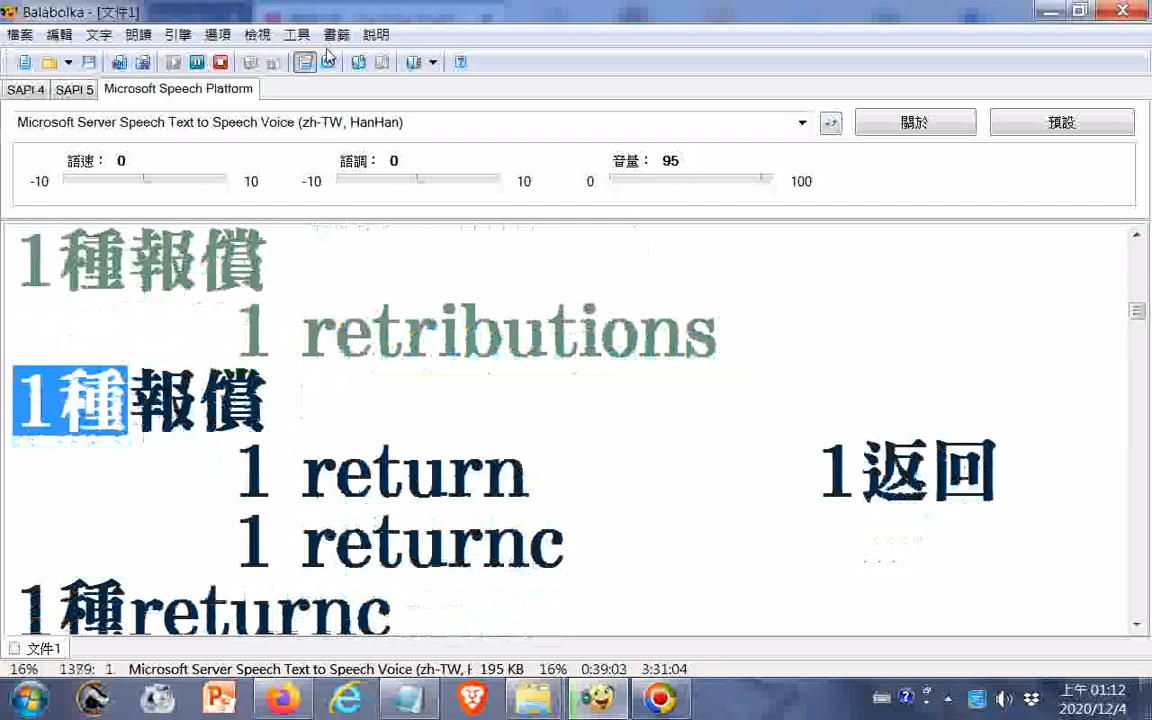 Balabolka - [文件1]
檔案 編輯 文字 朗讀 引擎 選項 檢視 工具 書籤 說明
SAPI 4 SAPI 5 Microsoft Speech Platform
Microsoft Server Speech Text to Speech Voice (zh-TW, HanHan) 關於 預設
語速： 0 語調： 0 音量： 95
-10 10 -10 10 0 100
1種報償
1 retributions
1種報償
1 return 1返回
1 returnc
1種returnc
文件1
16% 1379: 1. Microsoft Server Speech Text to Speech Voice (zh-TW, H 195 KB 16% 0:39:03 3:31:04
上午 01:12
2020/12/4